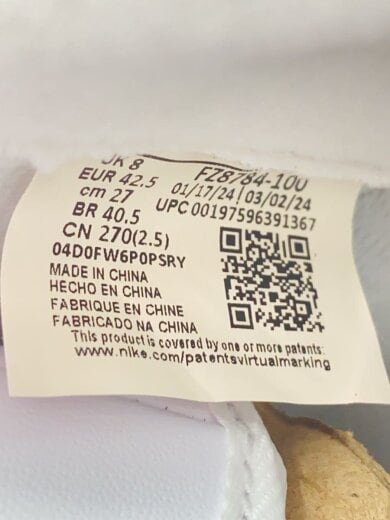 UK 8
EUR 42.5
cm 27
BR 40.5
CN 270(2.5)
04D0FW6P0PSRY
FZ8784-100
01/17/24 | 03/02/24
UPC 00197596391367
MADE IN CHINA
HECHO EN CHINA
FABRIQUE EN CHINE
FABRICADO NA CHINA
This product is covered by one or more patents:
www.nike.com/patentsvirtualmarking